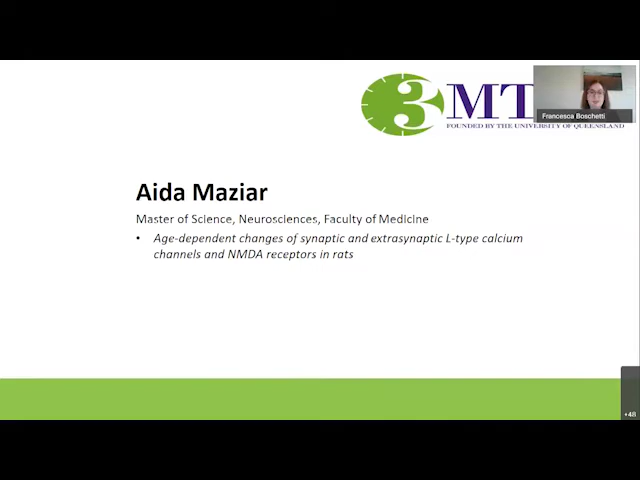 3MT
Francesca Boschetti
FOUNDED BY THE UNIVERSITY OF QUEENSLAND
Aida Maziar
Master of Science, Neurosciences, Faculty of Medicine
• Age-dependent changes of synaptic and extrasynaptic L-type calcium
channels and NMDA receptors in rats
+48